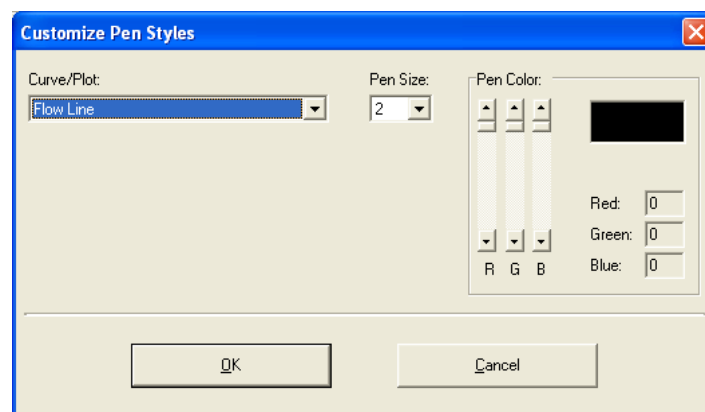 Customize Pen Styles
Curve/Plot:
Flow Line
Pen Size:
2
Pen Color:
R G B
Red: 0
Green: 0
Blue: 0
OK
Cancel